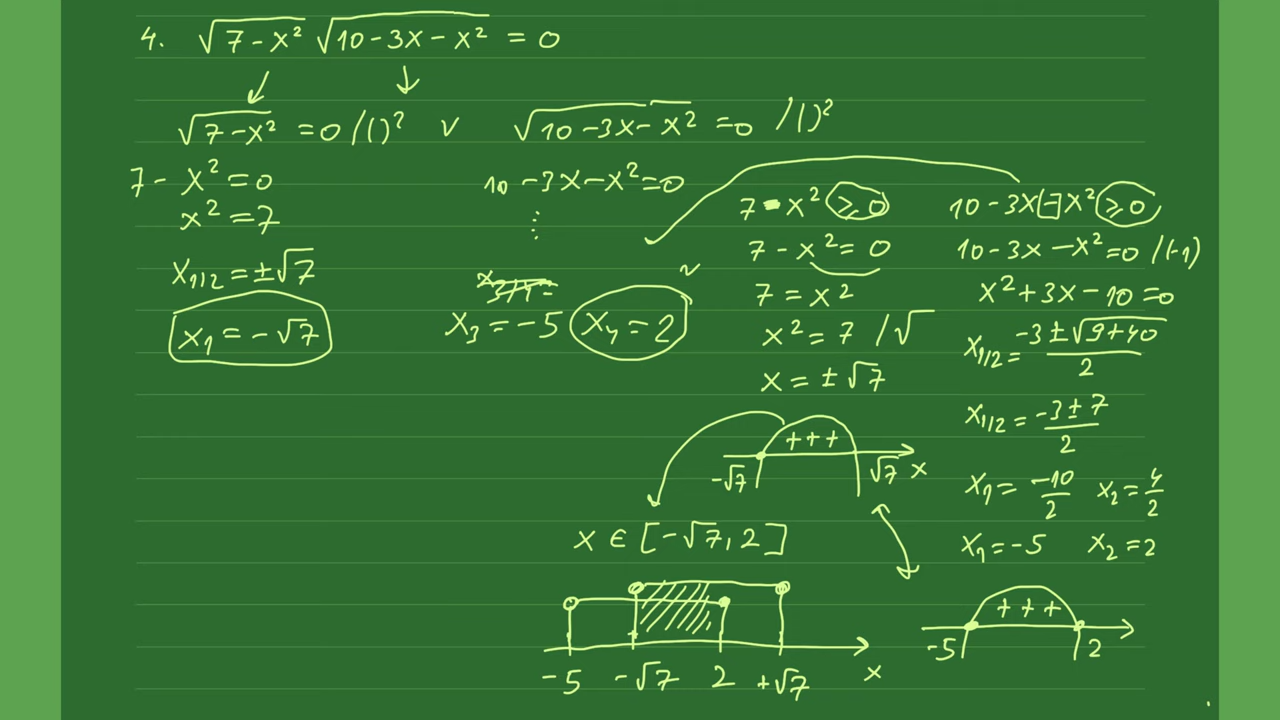 4. √(7-x²) √(10-3x-x²) = 0
√(7-x²) = 0 /()² v √(10-3x-x²) = 0 /()²
7 - x² = 0
x² = 7
x1/2 = ±√7
x1 = -√7
10 - 3x - x² = 0
⋮
x3 = -5 x4 = 2
7 - x² ≥ 0
7 - x² = 0
7 = x²
x² = 7 /√
x = ±√7
+++
-√7 √7 x
x ∈ [-√7, 2]
-5 -√7 2 +√7 x
10 - 3x - x² ≥ 0
10 - 3x - x² = 0 /(-1)
x² + 3x - 10 = 0
x1/2 = (-3 ± √(9+40))/2
x1/2 = (-3 ± 7)/2
x1 = -10/2 x2 = 4/2
x1 = -5 x2 = 2
+++
-5 2